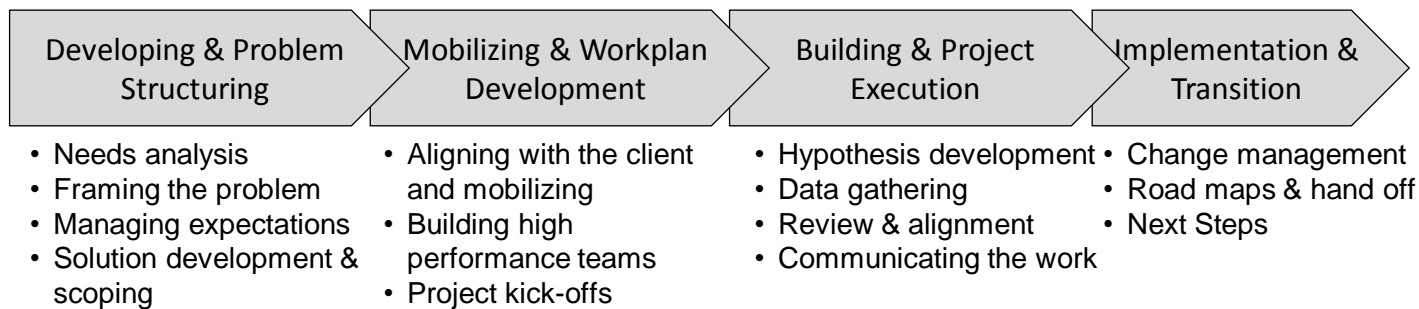 Developing & Problem
Structuring
Mobilizing & Workplan
Development
Building & Project
Execution
Implementation &
Transition
• Needs analysis
• Framing the problem
• Managing expectations
• Solution development &
scoping
• Aligning with the client
and mobilizing
• Building high
performance teams
• Project kick-offs
• Hypothesis development
• Data gathering
• Review & alignment
• Communicating the work
• Change management
• Road maps & hand off
• Next Steps